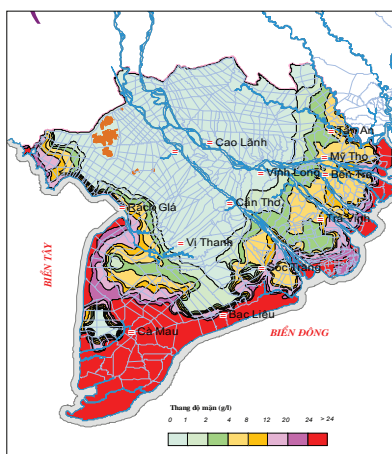 Tân An
Cao Lãnh
Mỹ Tho
Vĩnh Long
Bến Tre
Rạch Giá
Cần Thơ
Trà Vinh
Vị Thanh
Sóc Trăng
BIỂN TÂY
Bạc Liêu
Cà Mau
BIỂN ĐÔNG
Thang độ mặn (g/l)
0 1 2 4 8 12 20 24 > 24